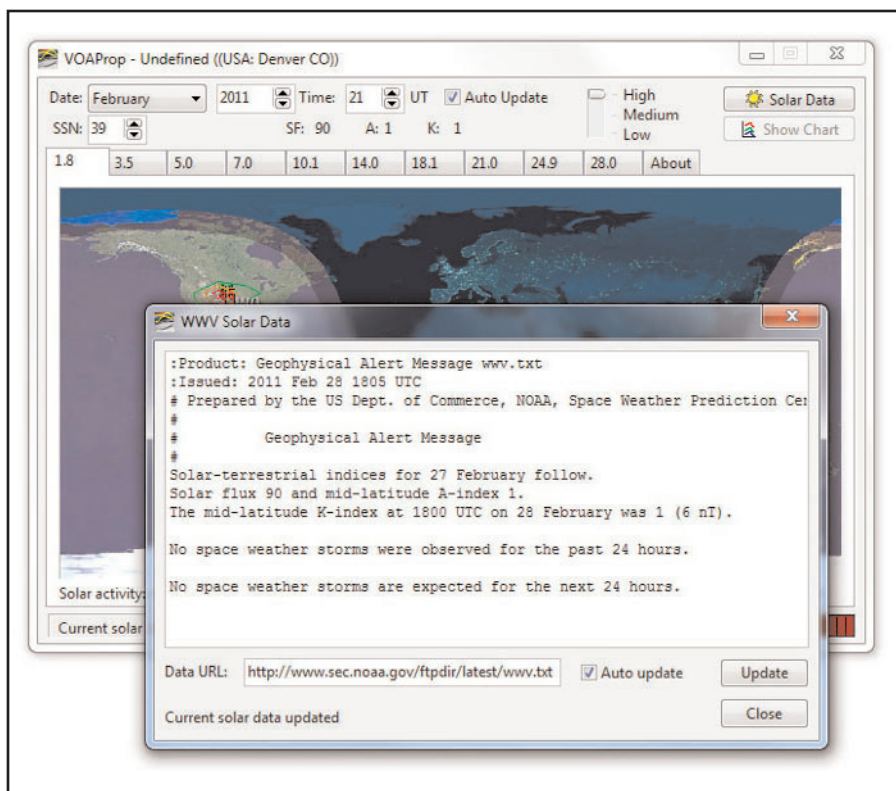 VOAProp - Undefined ((USA: Denver CO))
Date: February 2011 Time: 21 UT Auto Update High Solar Data
Medium
SSN: 39 SF: 90 A: 1 K: 1 Low Show Chart
1.8 3.5 5.0 7.0 10.1 14.0 18.1 21.0 24.9 28.0 About
WWV Solar Data
:Product: Geophysical Alert Message wwv.txt
:Issued: 2011 Feb 28 1805 UTC
# Prepared by the US Dept. of Commerce, NOAA, Space Weather Prediction
#
# Geophysical Alert Message
#
Solar-terrestrial indices for 27 February follow.
Solar flux 90 and mid-latitude A-index 1.
The mid-latitude K-index at 1800 UTC on 28 February was 1 (6 nT).
No space weather storms were observed for the past 24 hours.
No space weather storms are expected for the next 24 hours.
Solar activity:
Current solar
Data URL: http://www.sec.noaa.gov/ftpdir/latest/wwv.txt Auto update Update
Current solar data updated Close